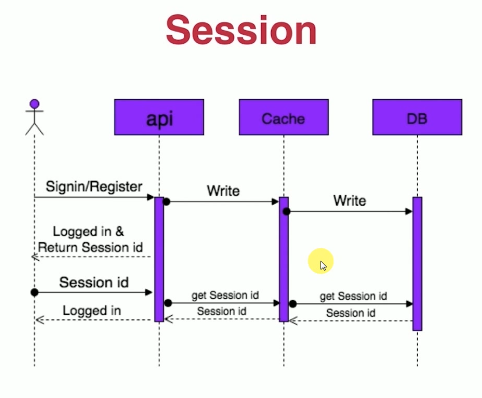 Session
api
Cache
DB
Signin/Register
Write
Write
Logged in &
Return Session id
Session id
get Session id
get Session id
Logged in
Session id
Session id